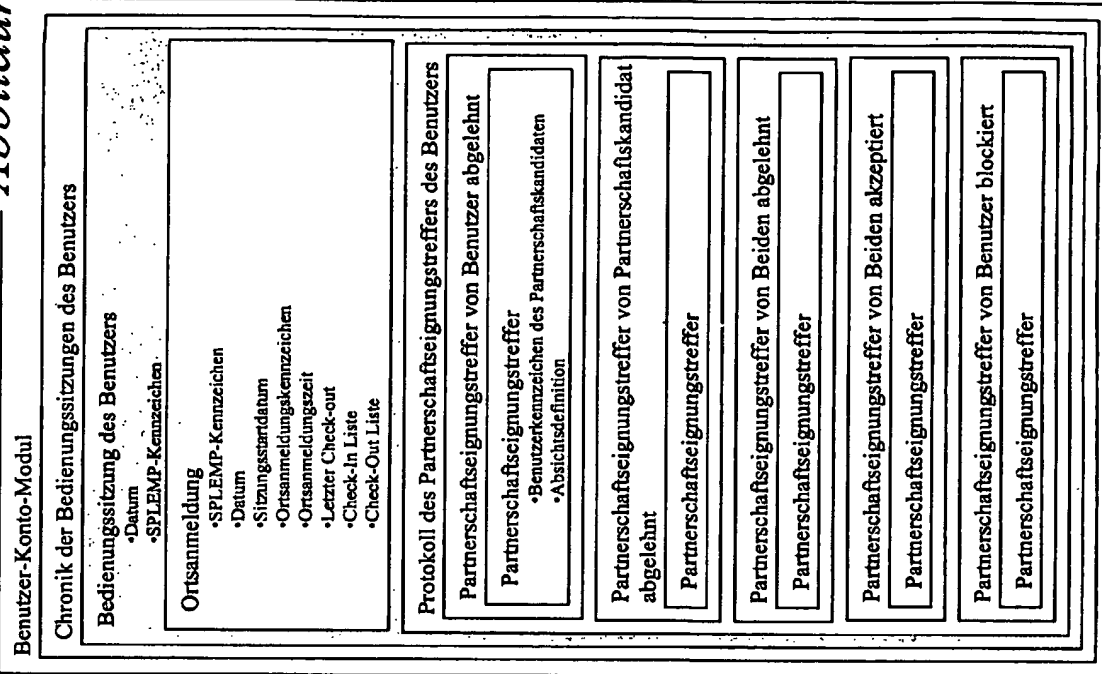 Benutzer-Konto-Modul
Chronik der Bedienungssitzungen des Benutzers
Bedienungssitzung des Benutzers
•Datum
•SPLEMP-Kennzeichen
Ortsanmeldung
•SPLEMP-Kennzeichen
•Datum
•Sitzungsstartdatum
•Ortsanmeldungskennzeichen
•Ortsanmeldungszeit
•Letzter Check-out
•Check-In Liste
•Check-Out Liste
Protokoll des Partnerschaftseignungstreffers des Benutzers
Partnerschaftseignungstreffer von Benutzer abgelehnt
Partnerschaftseignungstreffer
•Benutzerkennzeichen des Partnerschaftskandidaten
•Absichtsdefinition
Partnerschaftseignungstreffer von Partnerschaftskandidat
abgelehnt
Partnerschaftseignungstreffer
Partnerschaftseignungstreffer von Beiden abgelehnt
Partnerschaftseignungstreffer
Partnerschaftseignungstreffer von Beiden akzeptiert
Partnerschaftseignungstreffer
Partnerschaftseignungstreffer von Benutzer blockiert
Partnerschaftseignungstreffer